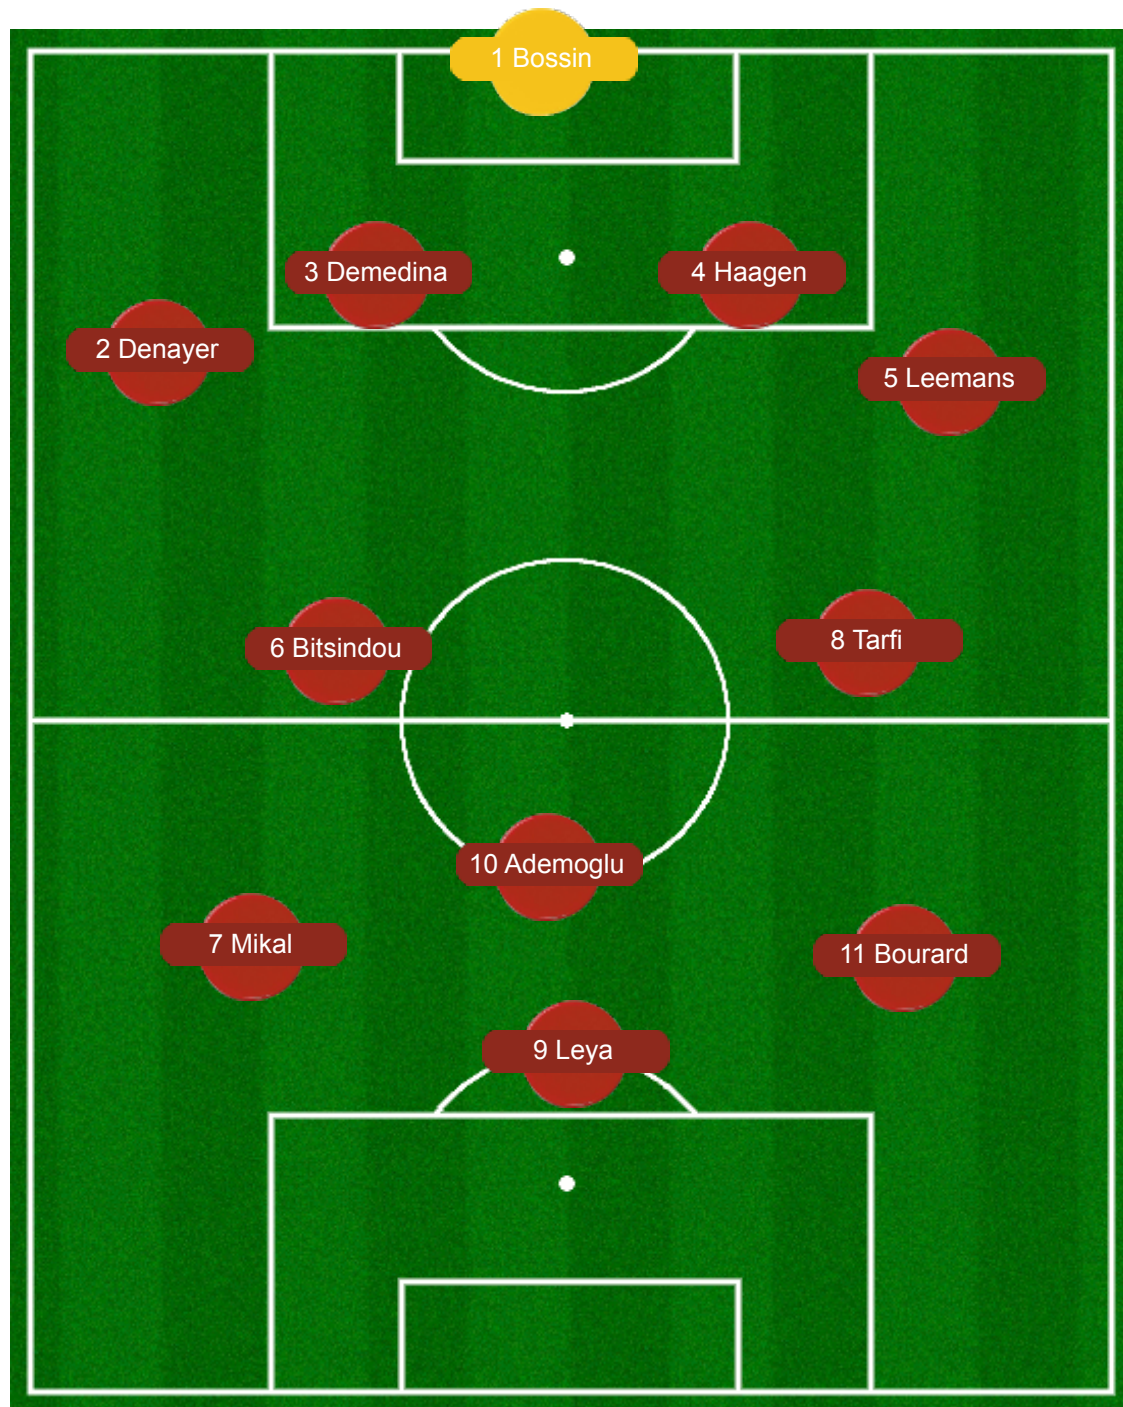 1 Bossin
3 Demedina
4 Haagen
2 Denayer
5 Leemans
6 Bitsindou
8 Tarfi
10 Ademoglu
7 Mikal
11 Bourard
9 Leya